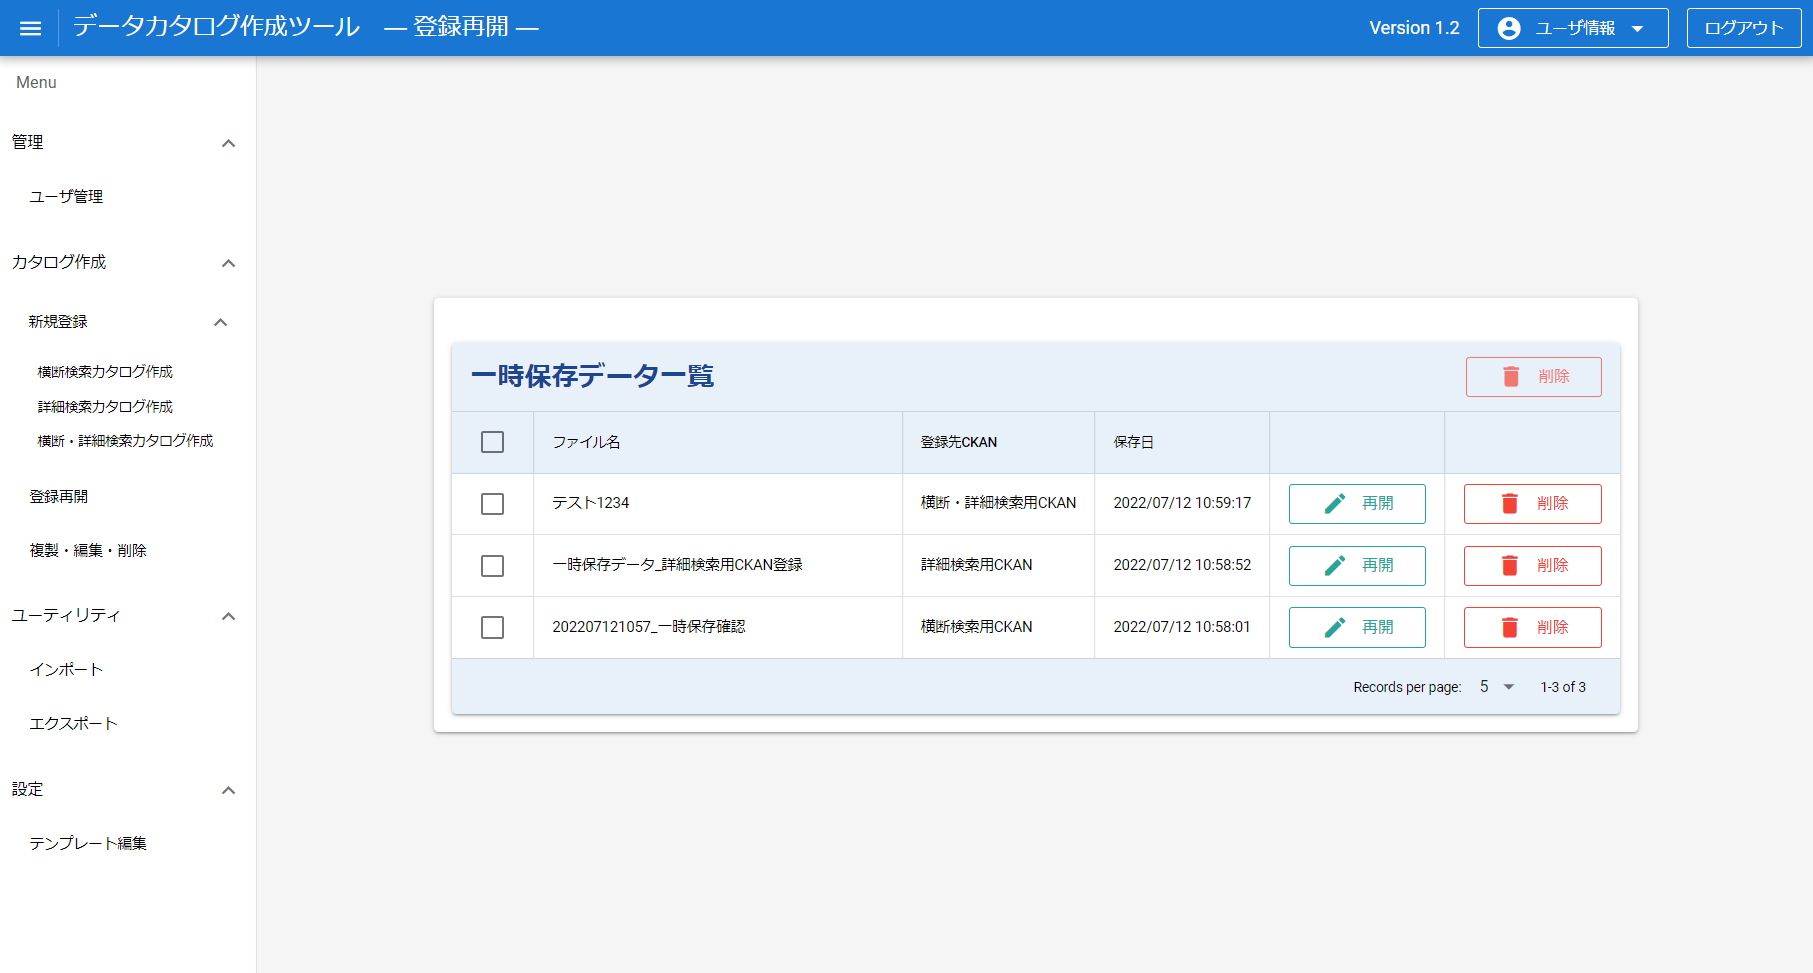 データカタログ作成ツール　― 登録再開 ―
Version 1.2
ユーザ情報
ログアウト
Menu
管理
ユーザ管理
カタログ作成
新規登録
横断検索カタログ作成
詳細検索カタログ作成
横断・詳細検索カタログ作成
登録再開
複製・編集・削除
ユーティリティ
インポート
エクスポート
設定
テンプレート編集
一時保存データ一覧
削除
ファイル名 登録先CKAN 保存日
テスト1234 横断・詳細検索用CKAN 2022/07/12 10:59:17 再開 削除
一時保存データ_詳細検索用CKAN登録 詳細検索用CKAN 2022/07/12 10:58:52 再開 削除
202207121057_一時保存確認 横断検索用CKAN 2022/07/12 10:58:01 再開 削除
Records per page: 5 1-3 of 3